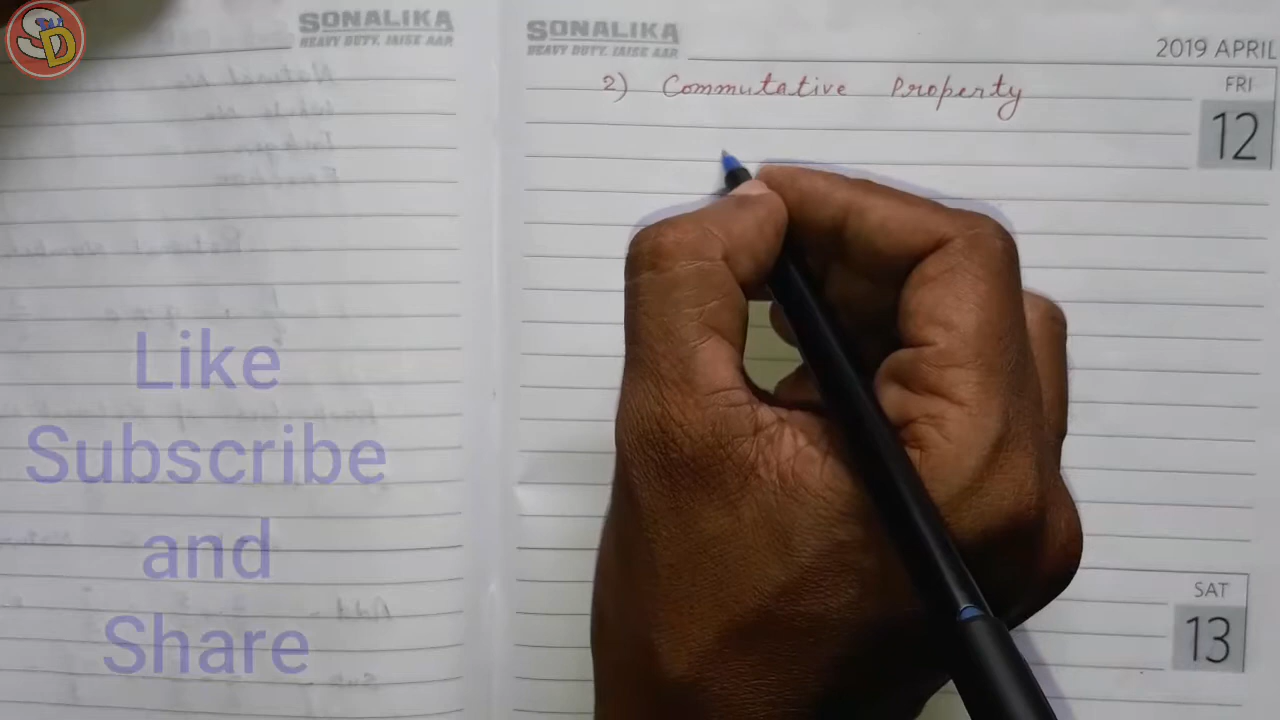 SD
SONALIKA
HEAVY DUTY. JAISE AAP.
SONALIKA
HEAVY DUTY. JAISE AAP.
2019 APRIL
FRI
12
2) Commutative Property
Like
Subscribe
and
Share
SAT
13